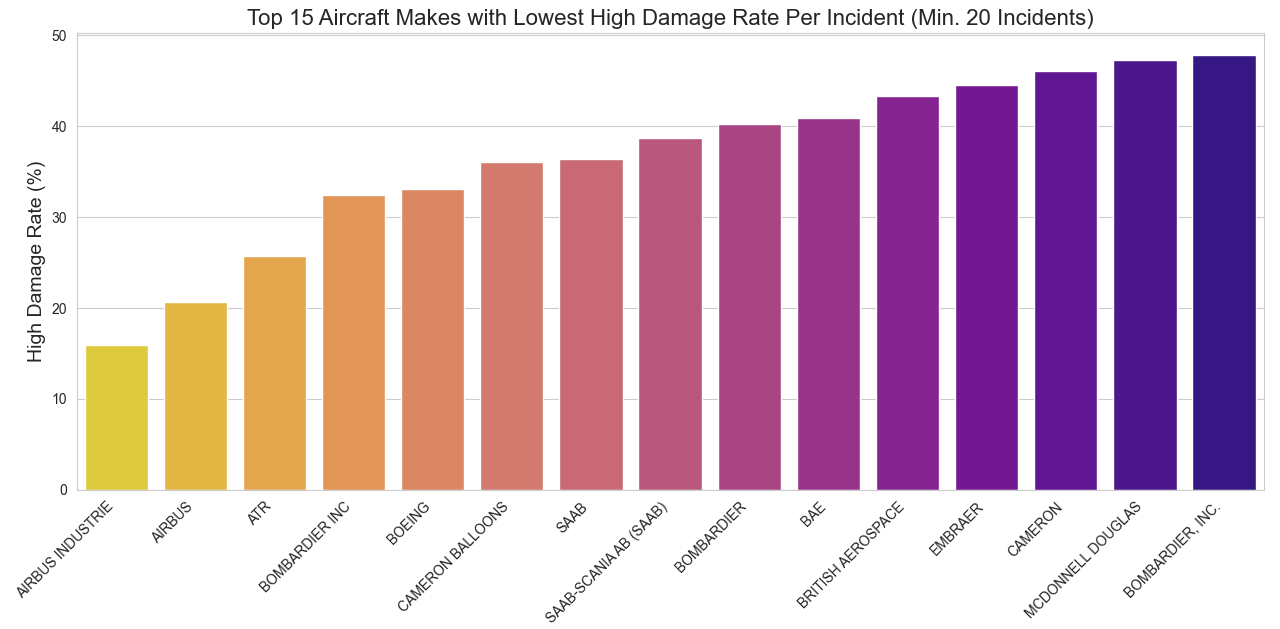 Top 15 Aircraft Makes with Lowest High Damage Rate Per Incident (Min. 20 Incidents)
High Damage Rate (%)
50
40
30
20
10
0
AIRBUS INDUSTRIE
AIRBUS
ATR
BOMBARDIER INC
BOEING
CAMERON BALLOONS
SAAB
SAAB-SCANIA AB (SAAB)
BOMBARDIER
BAE
BRITISH AEROSPACE
EMBRAER
CAMERON
MCDONNELL DOUGLAS
BOMBARDIER, INC.